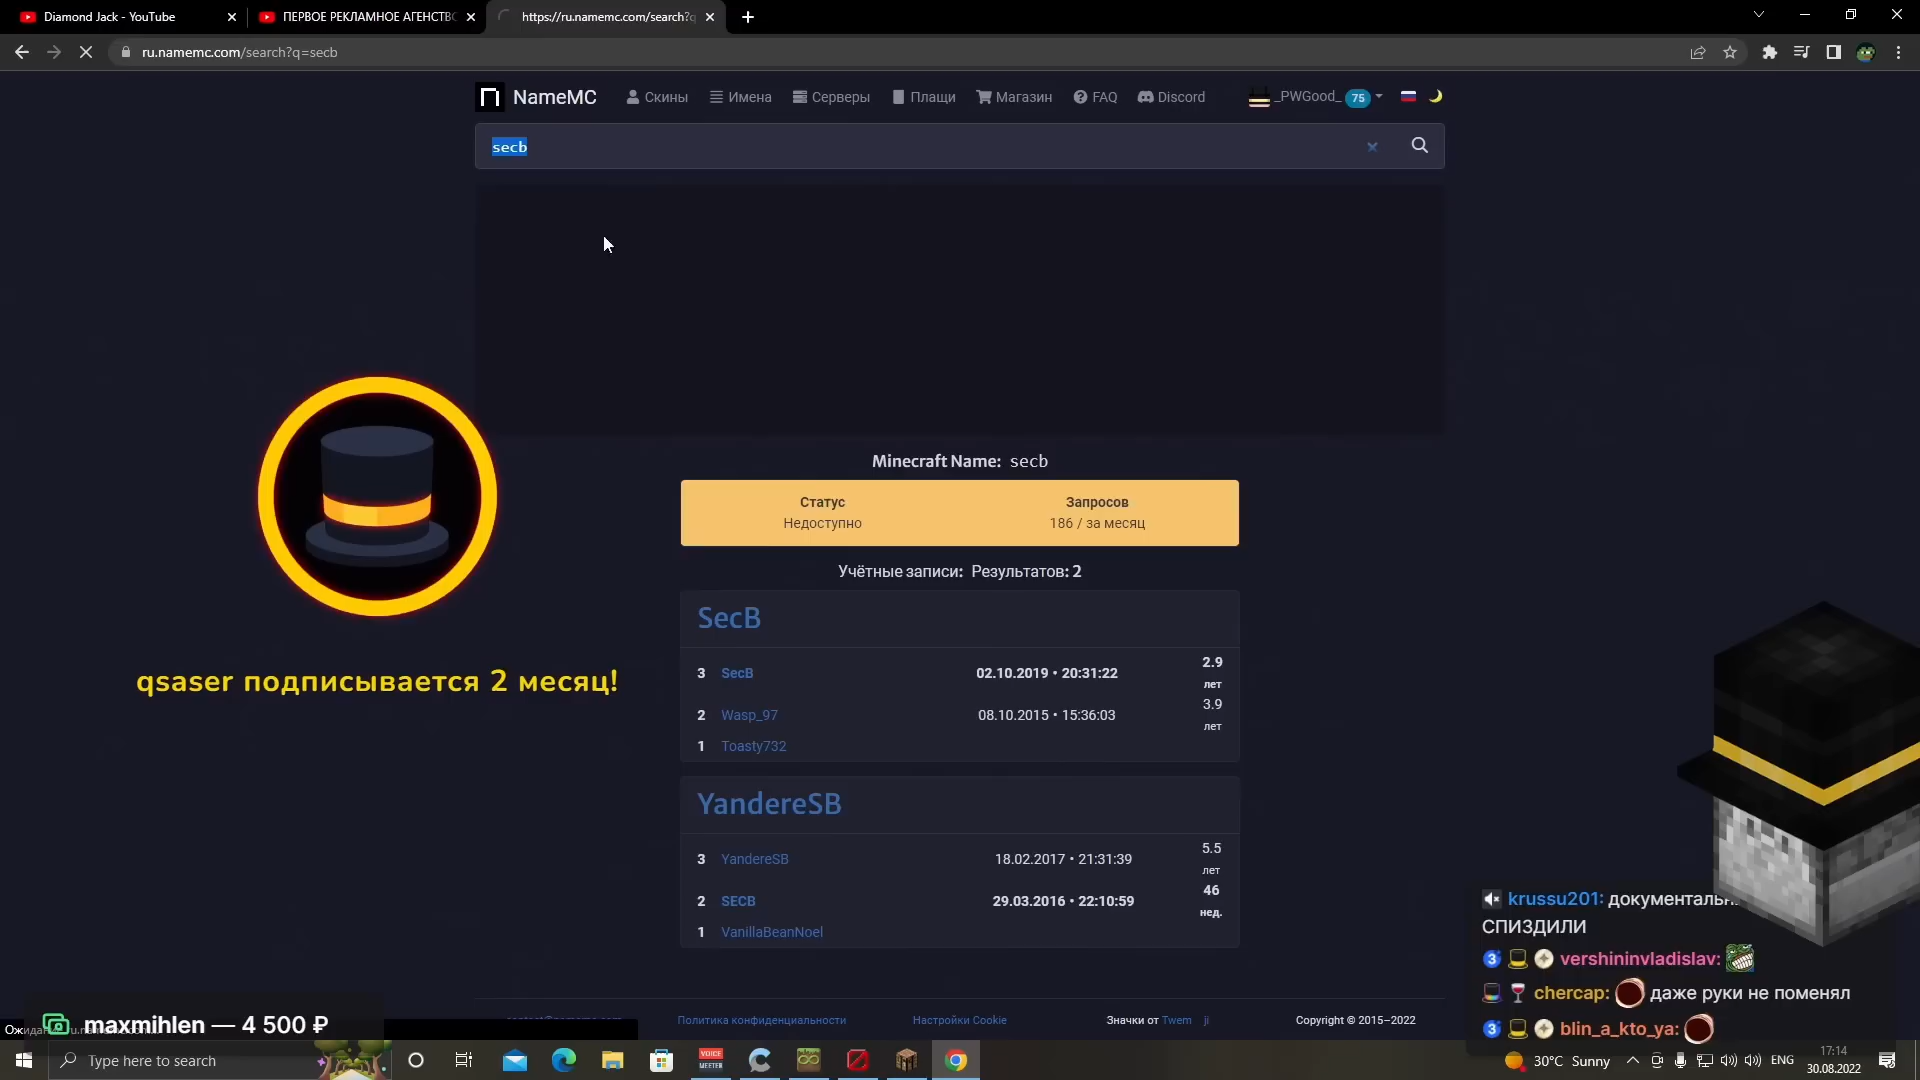 Diamond Jack - YouTube
ПЕРВОЕ РЕКЛАМНОЕ АГЕНСТВО
https://ru.namemc.com/search?q
ru.namemc.com/search?q=secb
NameMC
Скины
Имена
Серверы
Плащи
Магазин
FAQ
Discord
_PWGood_ 75
secb
Minecraft Name: secb
Статус
Запросов
Недоступно
186 / за месяц
Учётные записи: Результатов: 2
SecB
3 SecB 02.10.2019 • 20:31:22 2.9 лет
2 Wasp_97 08.10.2015 • 15:36:03 3.9 лет
1 Toasty732
YandereSB
3 YandereSB 18.02.2017 • 21:31:39 5.5 лет
2 SECB 29.03.2016 • 22:10:59 46 нед.
1 VanillaBeanNoel
qsaser подписывается 2 месяц!
krussu201: документальн
СПИЗДИЛИ
vershininvladislav:
chercap: даже руки не поменял
blin_a_kto_ya:
maxmihlen — 4 500 ₽
Политика конфиденциальности
Настройки Cookie
Значки от Twem ji
Copyright © 2015–2022
Type here to search
VOICE
MEETER
30°C Sunny
ENG
17:14
30.08.2022